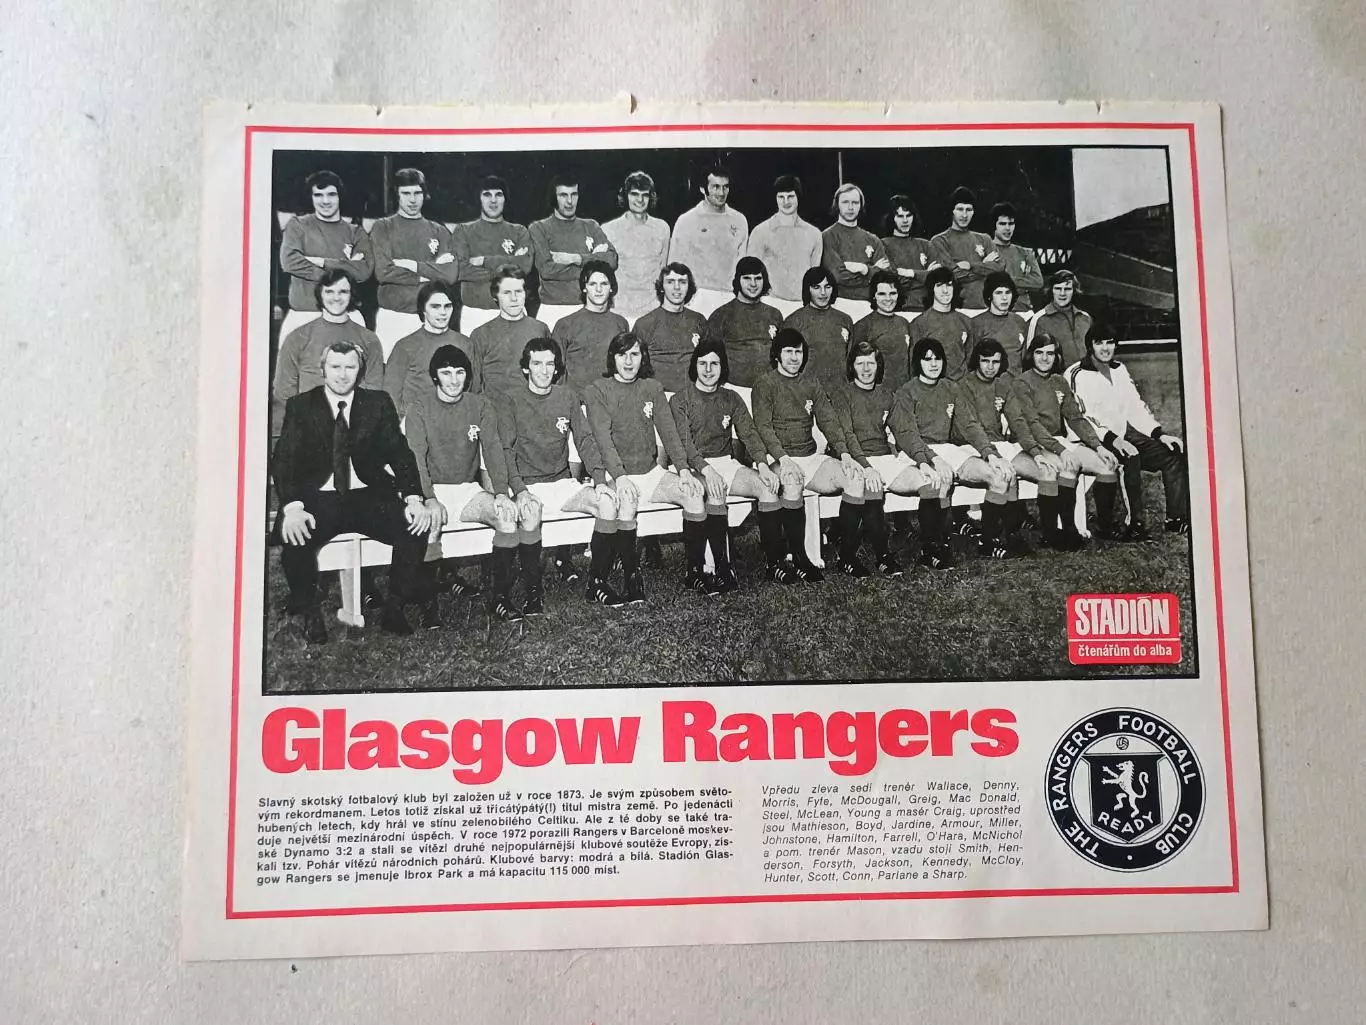 STADIÓN
čtenářům do alba
Glasgow Rangers
Slavný skotský fotbalový klub byl založen už v roce 1873. Je svým způsobem světo-
vým rekordmanem. Letos totiž získal už třicátýpátý(!) titul mistra země. Po jedenácti
hubených letech, kdy hrál ve stínu zelenobílého Celtiku. Ale z té doby se také tra-
duje největší mezinárodní úspěch. V roce 1972 porazili Rangers v Barceloně moskev-
ské Dynamo 3:2 a stali se vítězi druhé nejpopulárnější klubové soutěže Evropy, zís-
kali tzv. Pohár vítězů národních pohárů. Klubové barvy: modrá a bílá. Stadión Glas-
gow Rangers se jmenuje Ibrox Park a má kapacitu 115 000 míst.
Vpředu zleva sedí trenér Wallace, Denny,
Morris, Fyfe, McDougall, Greig, Mac Donald,
Steel, McLean, Young a masér Craig, uprostřed
jsou Mathieson, Boyd, Jardine, Armour, Miller,
Johnstone, Hamilton, Farrell, O'Hara, McNichol
a pom. trenér Mason, vzadu stojí Smith, Hen-
derson, Forsyth, Jackson, Kennedy, McCloy,
Hunter, Scott, Conn, Parlane a Sharp.
THE RANGERS FOOTBALL CLUB
READY